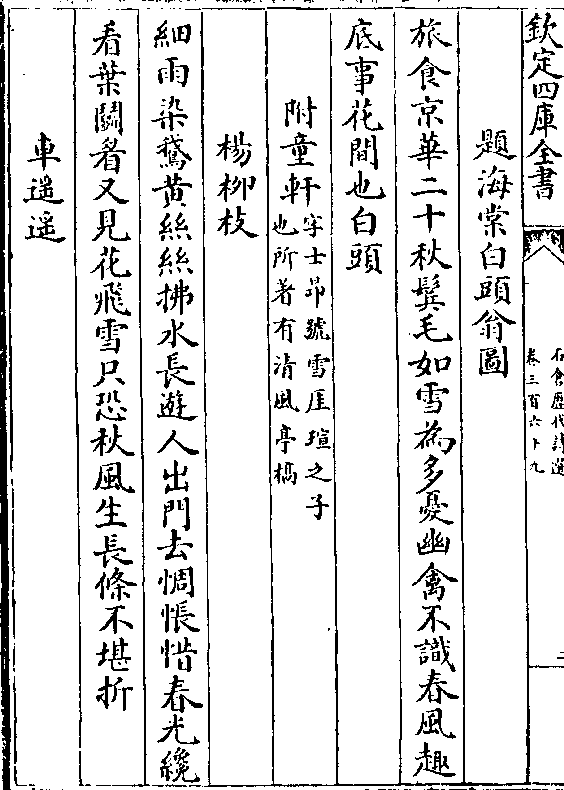 欽定四庫全書
石倉歷代詩選
卷三百六十九
題海棠白頭翁圖
旅食京華二十秋鬂毛如雪為多憂幽禽不識春風趣
底事花間也白頭
附童軒字士昂號雪厓瑄之子
也所著有清風亭槁
楊柳枝
細雨染鵞黄絲絲拂水長遊人出門去惆悵惜春光纔
看葉鬭眉又見花飛雪只恐秋風生長條不堪折
車遥遥